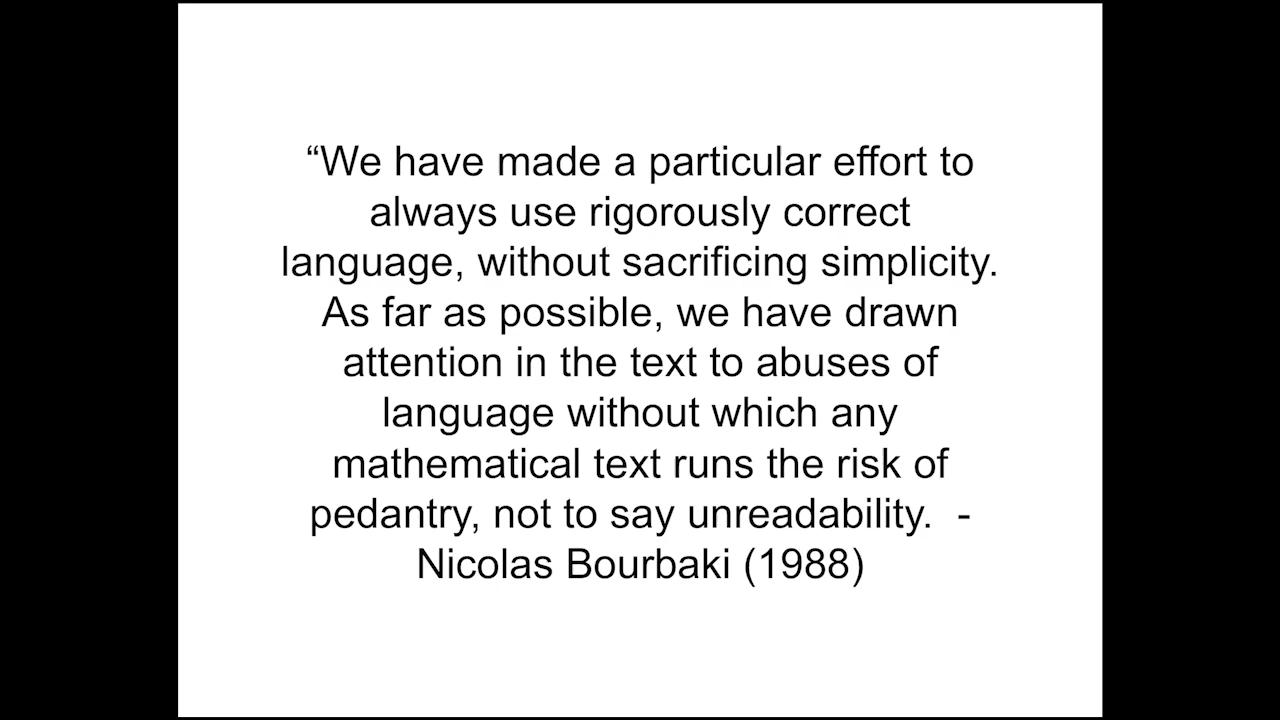 “We have made a particular effort to
always use rigorously correct
language, without sacrificing simplicity.
As far as possible, we have drawn
attention in the text to abuses of
language without which any
mathematical text runs the risk of
pedantry, not to say unreadability.  -
Nicolas Bourbaki (1988)